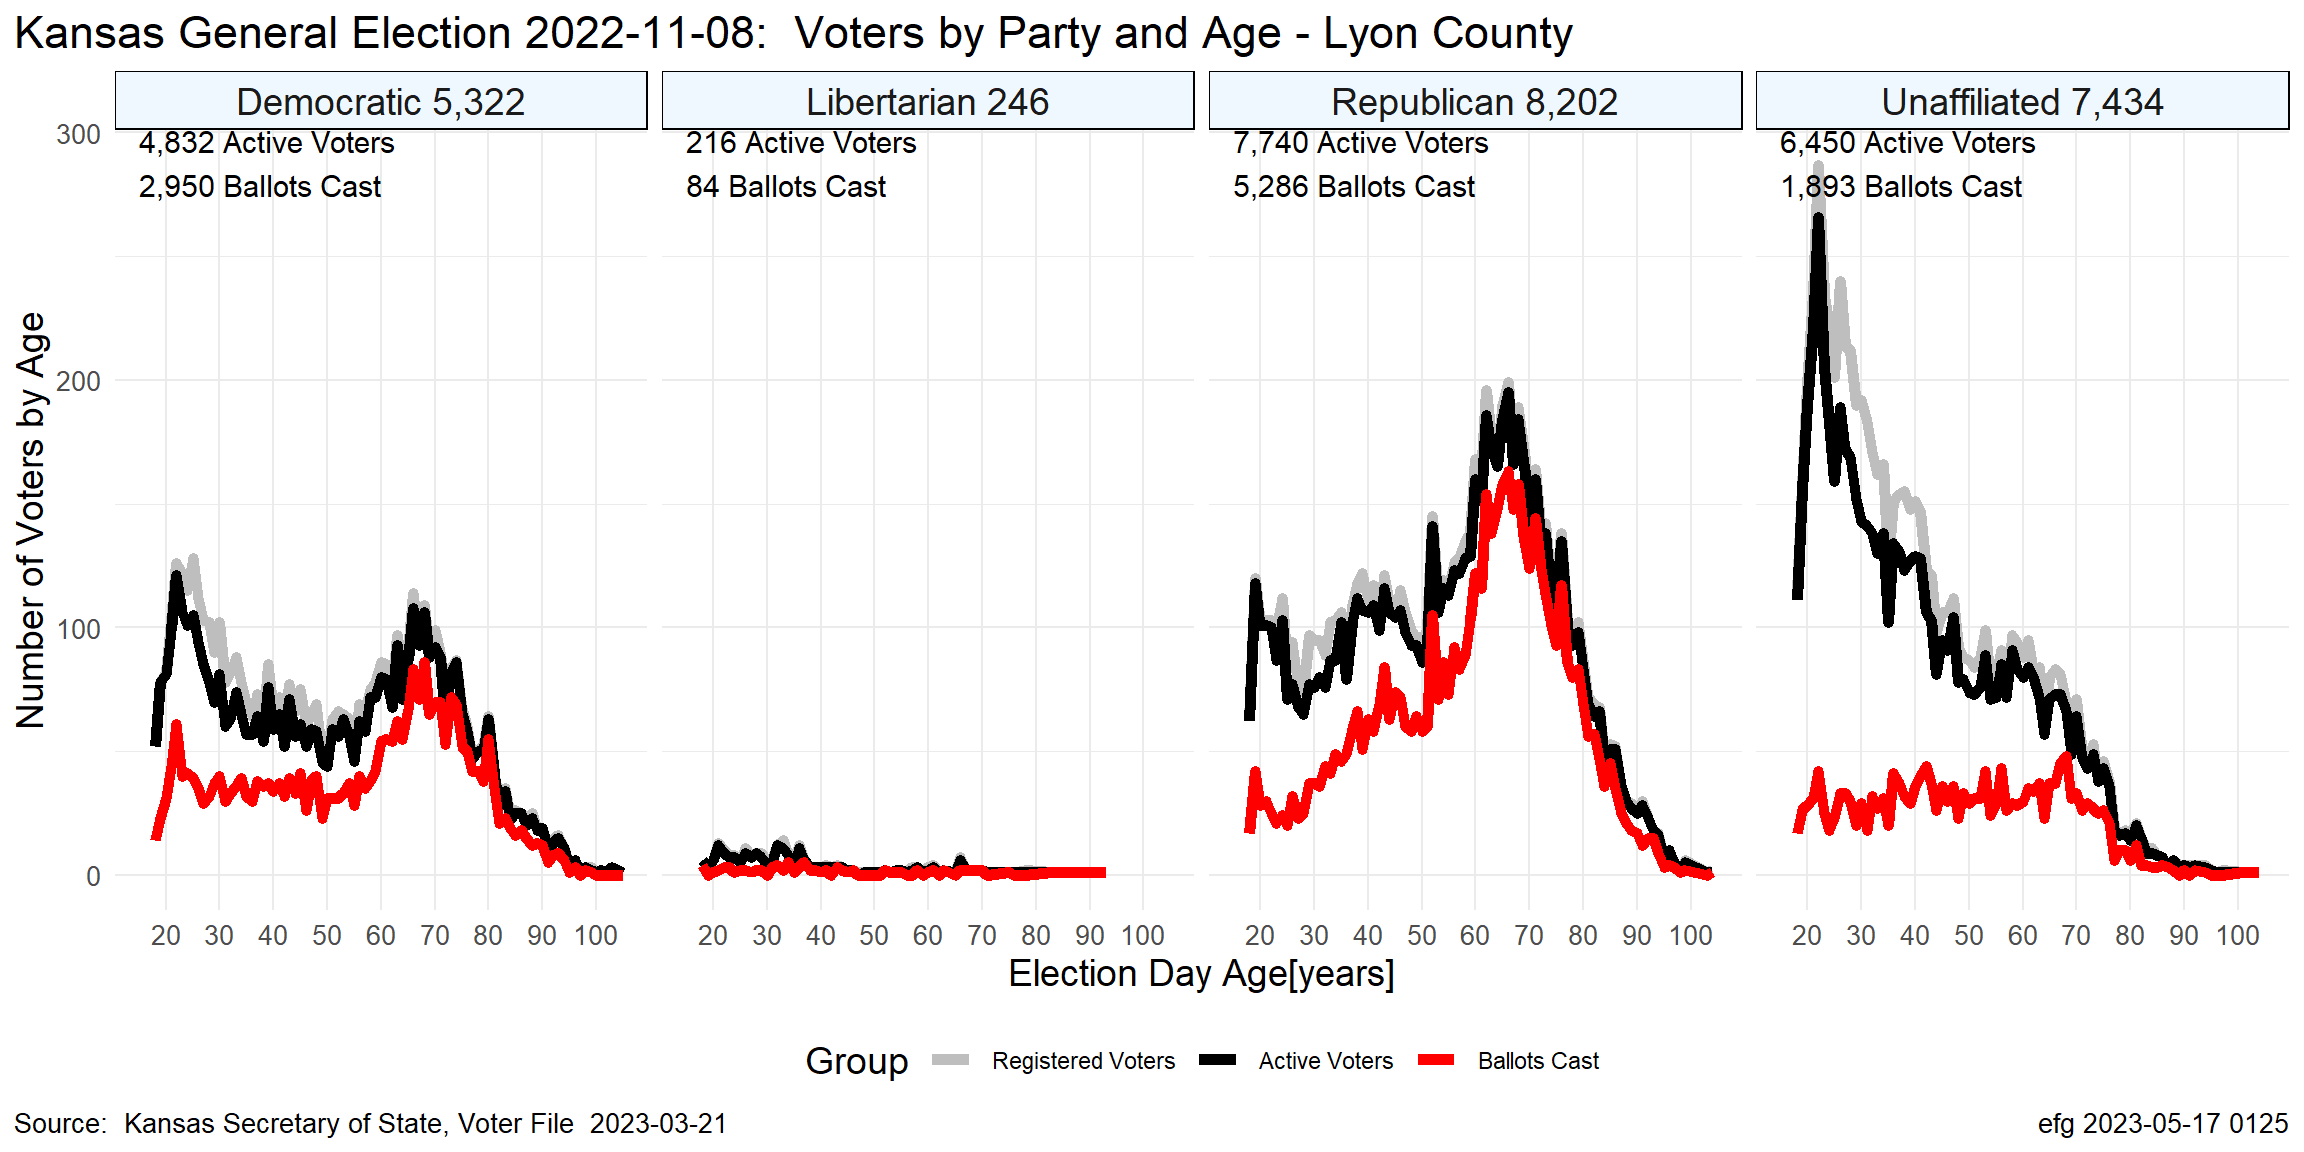 Kansas General Election 2022-11-08:  Voters by Party and Age - Lyon County
Democratic 5,322
Libertarian 246
Republican 8,202
Unaffiliated 7,434
4,832 Active Voters
2,950 Ballots Cast
216 Active Voters
84 Ballots Cast
7,740 Active Voters
5,286 Ballots Cast
6,450 Active Voters
1,893 Ballots Cast
Number of Voters by Age
300
200
100
0
20 30 40 50 60 70 80 90 100
20 30 40 50 60 70 80 90 100
20 30 40 50 60 70 80 90 100
20 30 40 50 60 70 80 90 100
Election Day Age[years]
Group Registered Voters Active Voters Ballots Cast
Source:  Kansas Secretary of State, Voter File  2023-03-21
efg 2023-05-17 0125